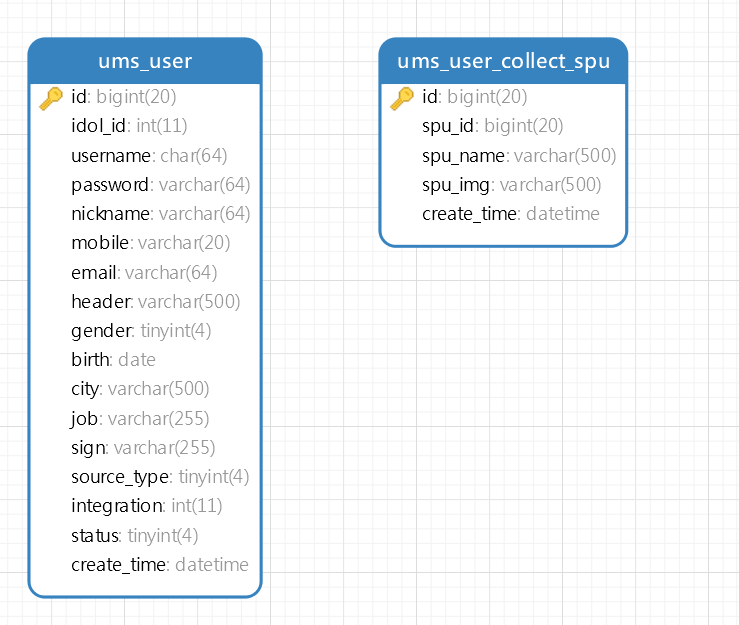 ums_user
id: bigint(20)
idol_id: int(11)
username: char(64)
password: varchar(64)
nickname: varchar(64)
mobile: varchar(20)
email: varchar(64)
header: varchar(500)
gender: tinyint(4)
birth: date
city: varchar(500)
job: varchar(255)
sign: varchar(255)
source_type: tinyint(4)
integration: int(11)
status: tinyint(4)
create_time: datetime
ums_user_collect_spu
id: bigint(20)
spu_id: bigint(20)
spu_name: varchar(500)
spu_img: varchar(500)
create_time: datetime